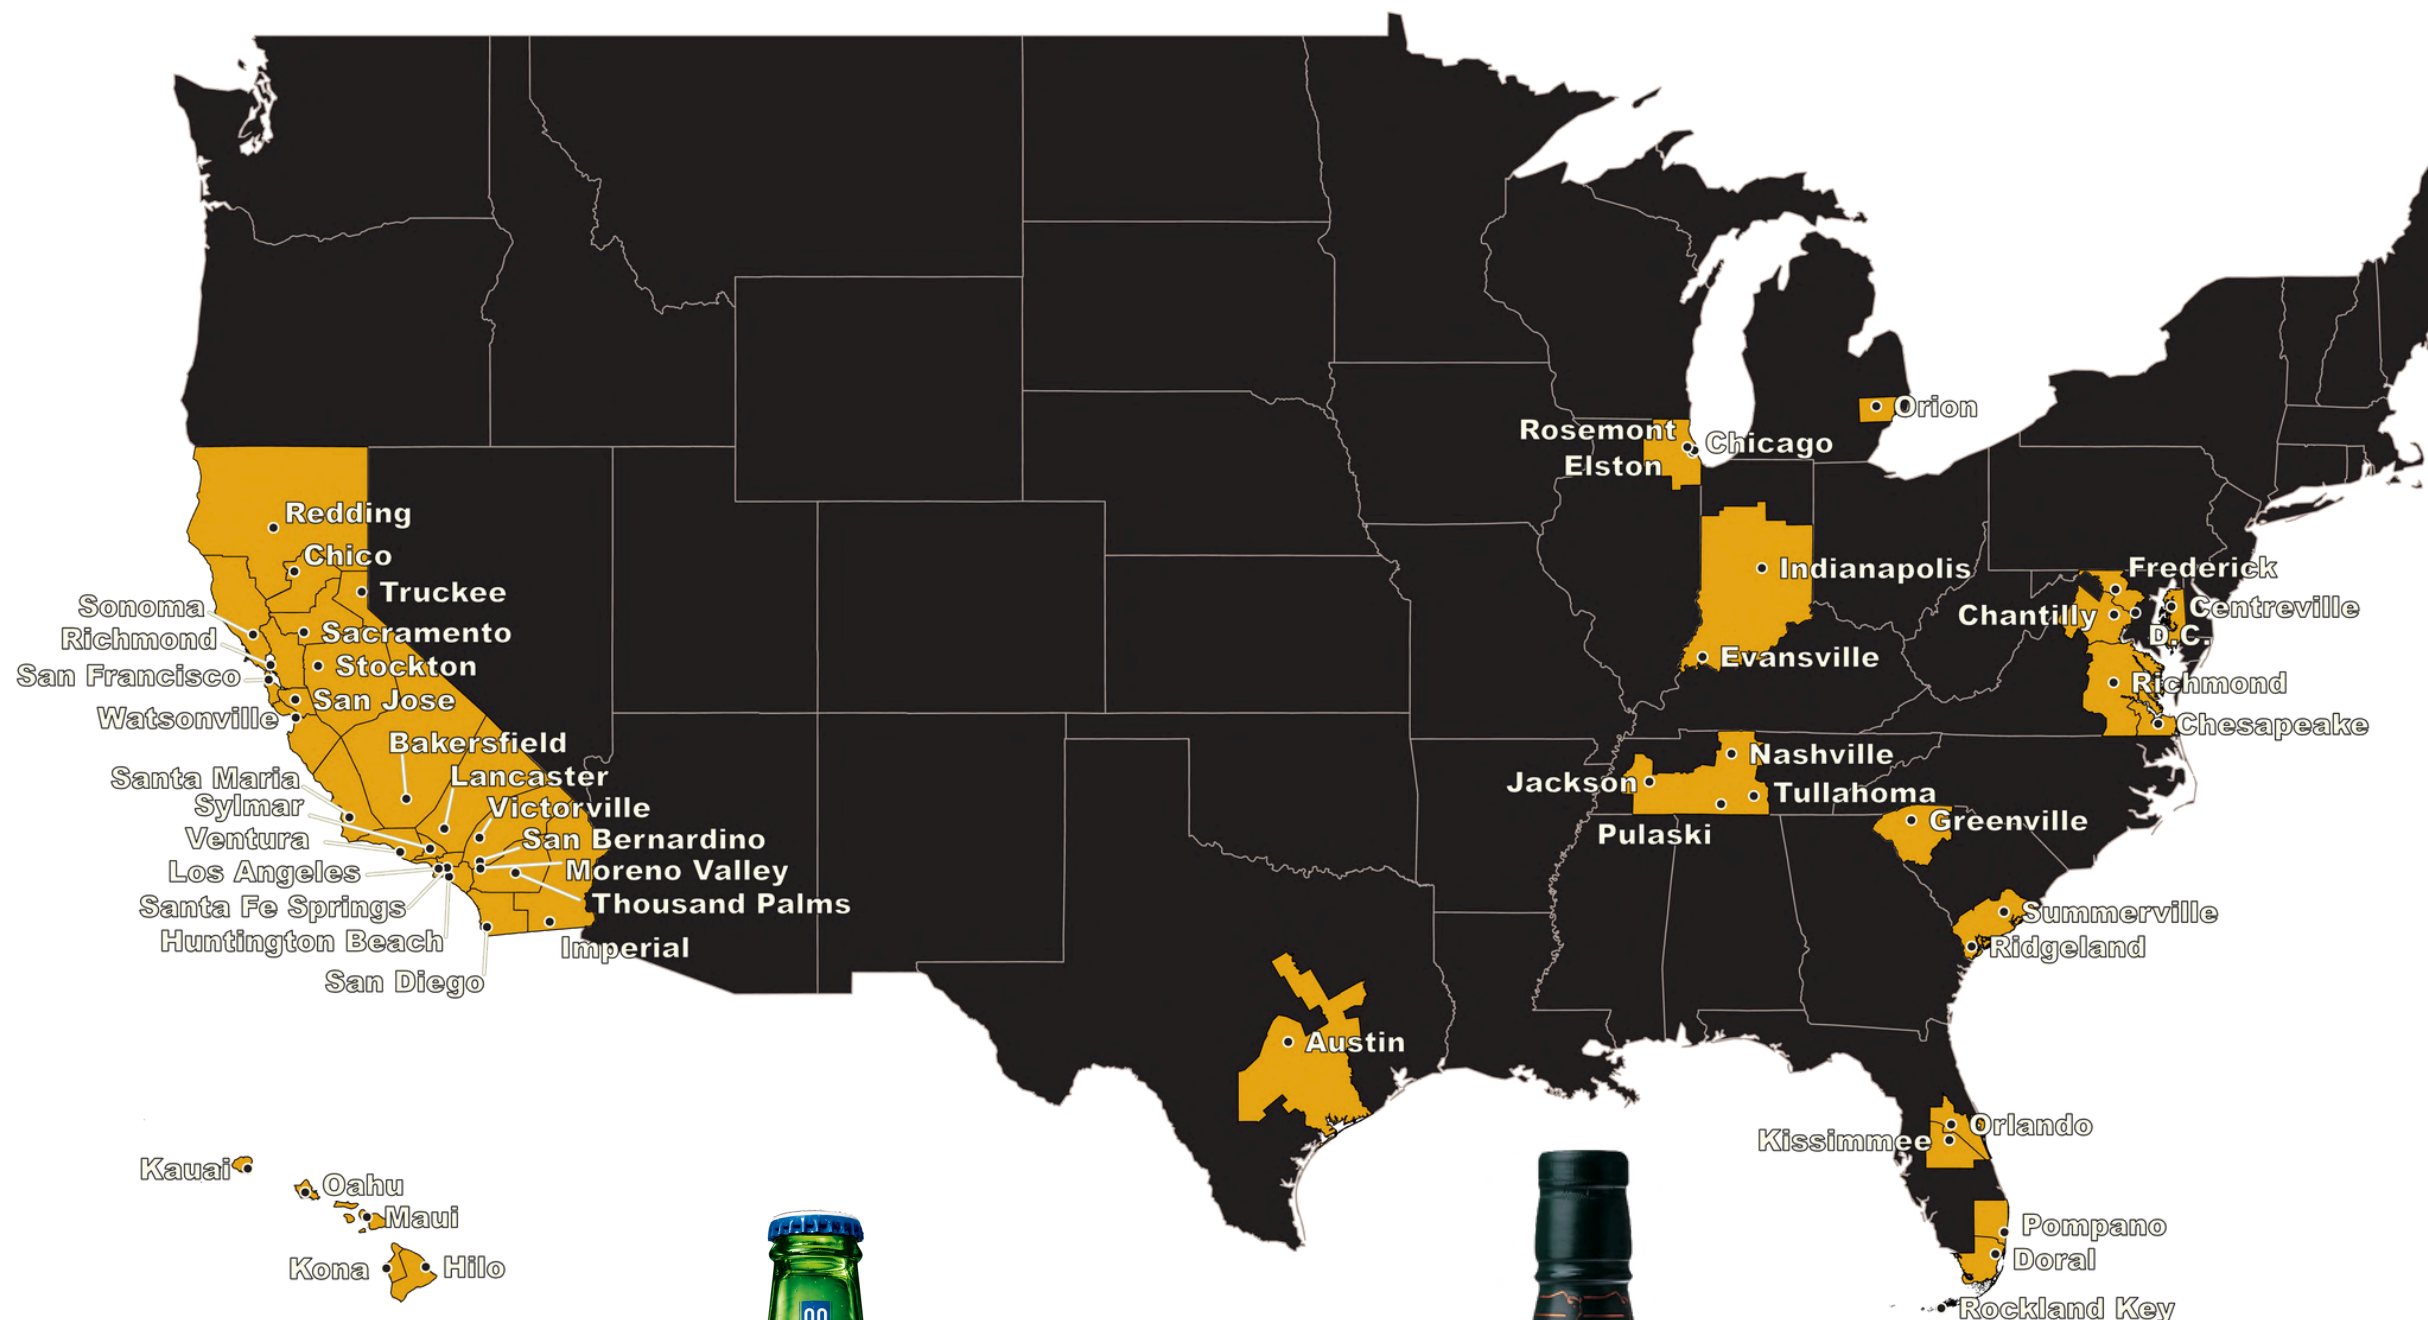 Orion
Rosemont
Chicago
Elston
Redding
Chico
Truckee
Sonoma
Richmond
Sacramento
San Francisco
Stockton
San Jose
Watsonville
Bakersfield
Santa Maria
Lancaster
Sylmar
Victorville
Ventura
San Bernardino
Los Angeles
Moreno Valley
Santa Fe Springs
Thousand Palms
Huntington Beach
Imperial
San Diego
Indianapolis
Evansville
Frederick
Chantilly
Centreville
D.C.
Richmond
Chesapeake
Nashville
Jackson
Tullahoma
Pulaski
Greenville
Summerville
Ridgeland
Austin
Orlando
Kissimmee
Pompano
Doral
Rockland Key
Kauai
Oahu
Maui
Kona
Hilo